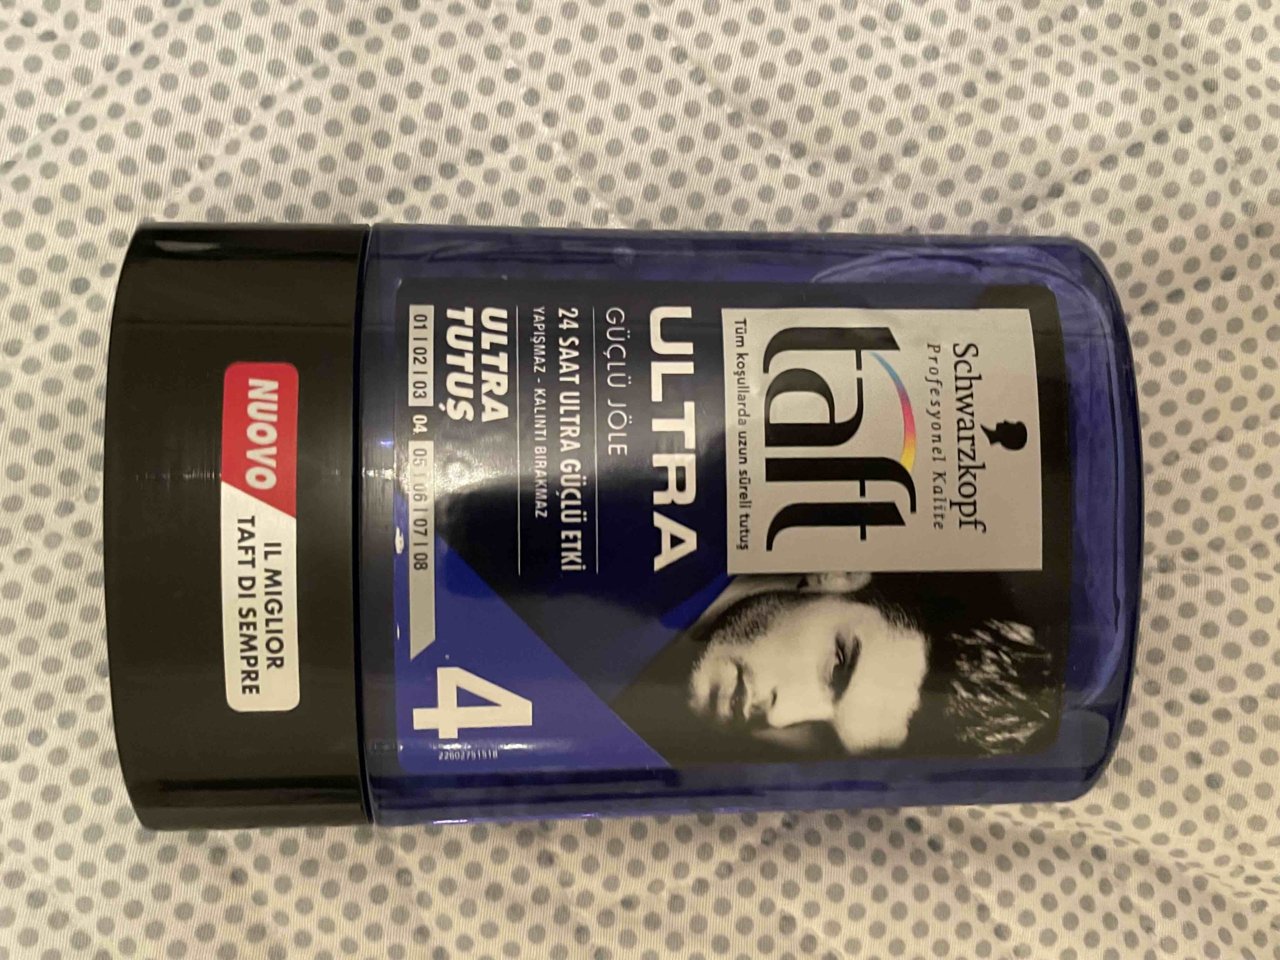 Schwarzkopf
Profesyonel Kalite
taft
Tüm koşullarda uzun süreli tutuş
ULTRA
GÜÇLÜ JÖLE
24 SAAT ULTRA GÜÇLÜ ETKİ
YAPIŞMAZ - KALINTI BIRAKMAZ
ULTRA
TUTUŞ
01 | 02 | 03 | 04 | 05 | 06 | 07 | 08
4
22602751518
NUOVO
IL MIGLIOR
TAFT DI SEMPRE